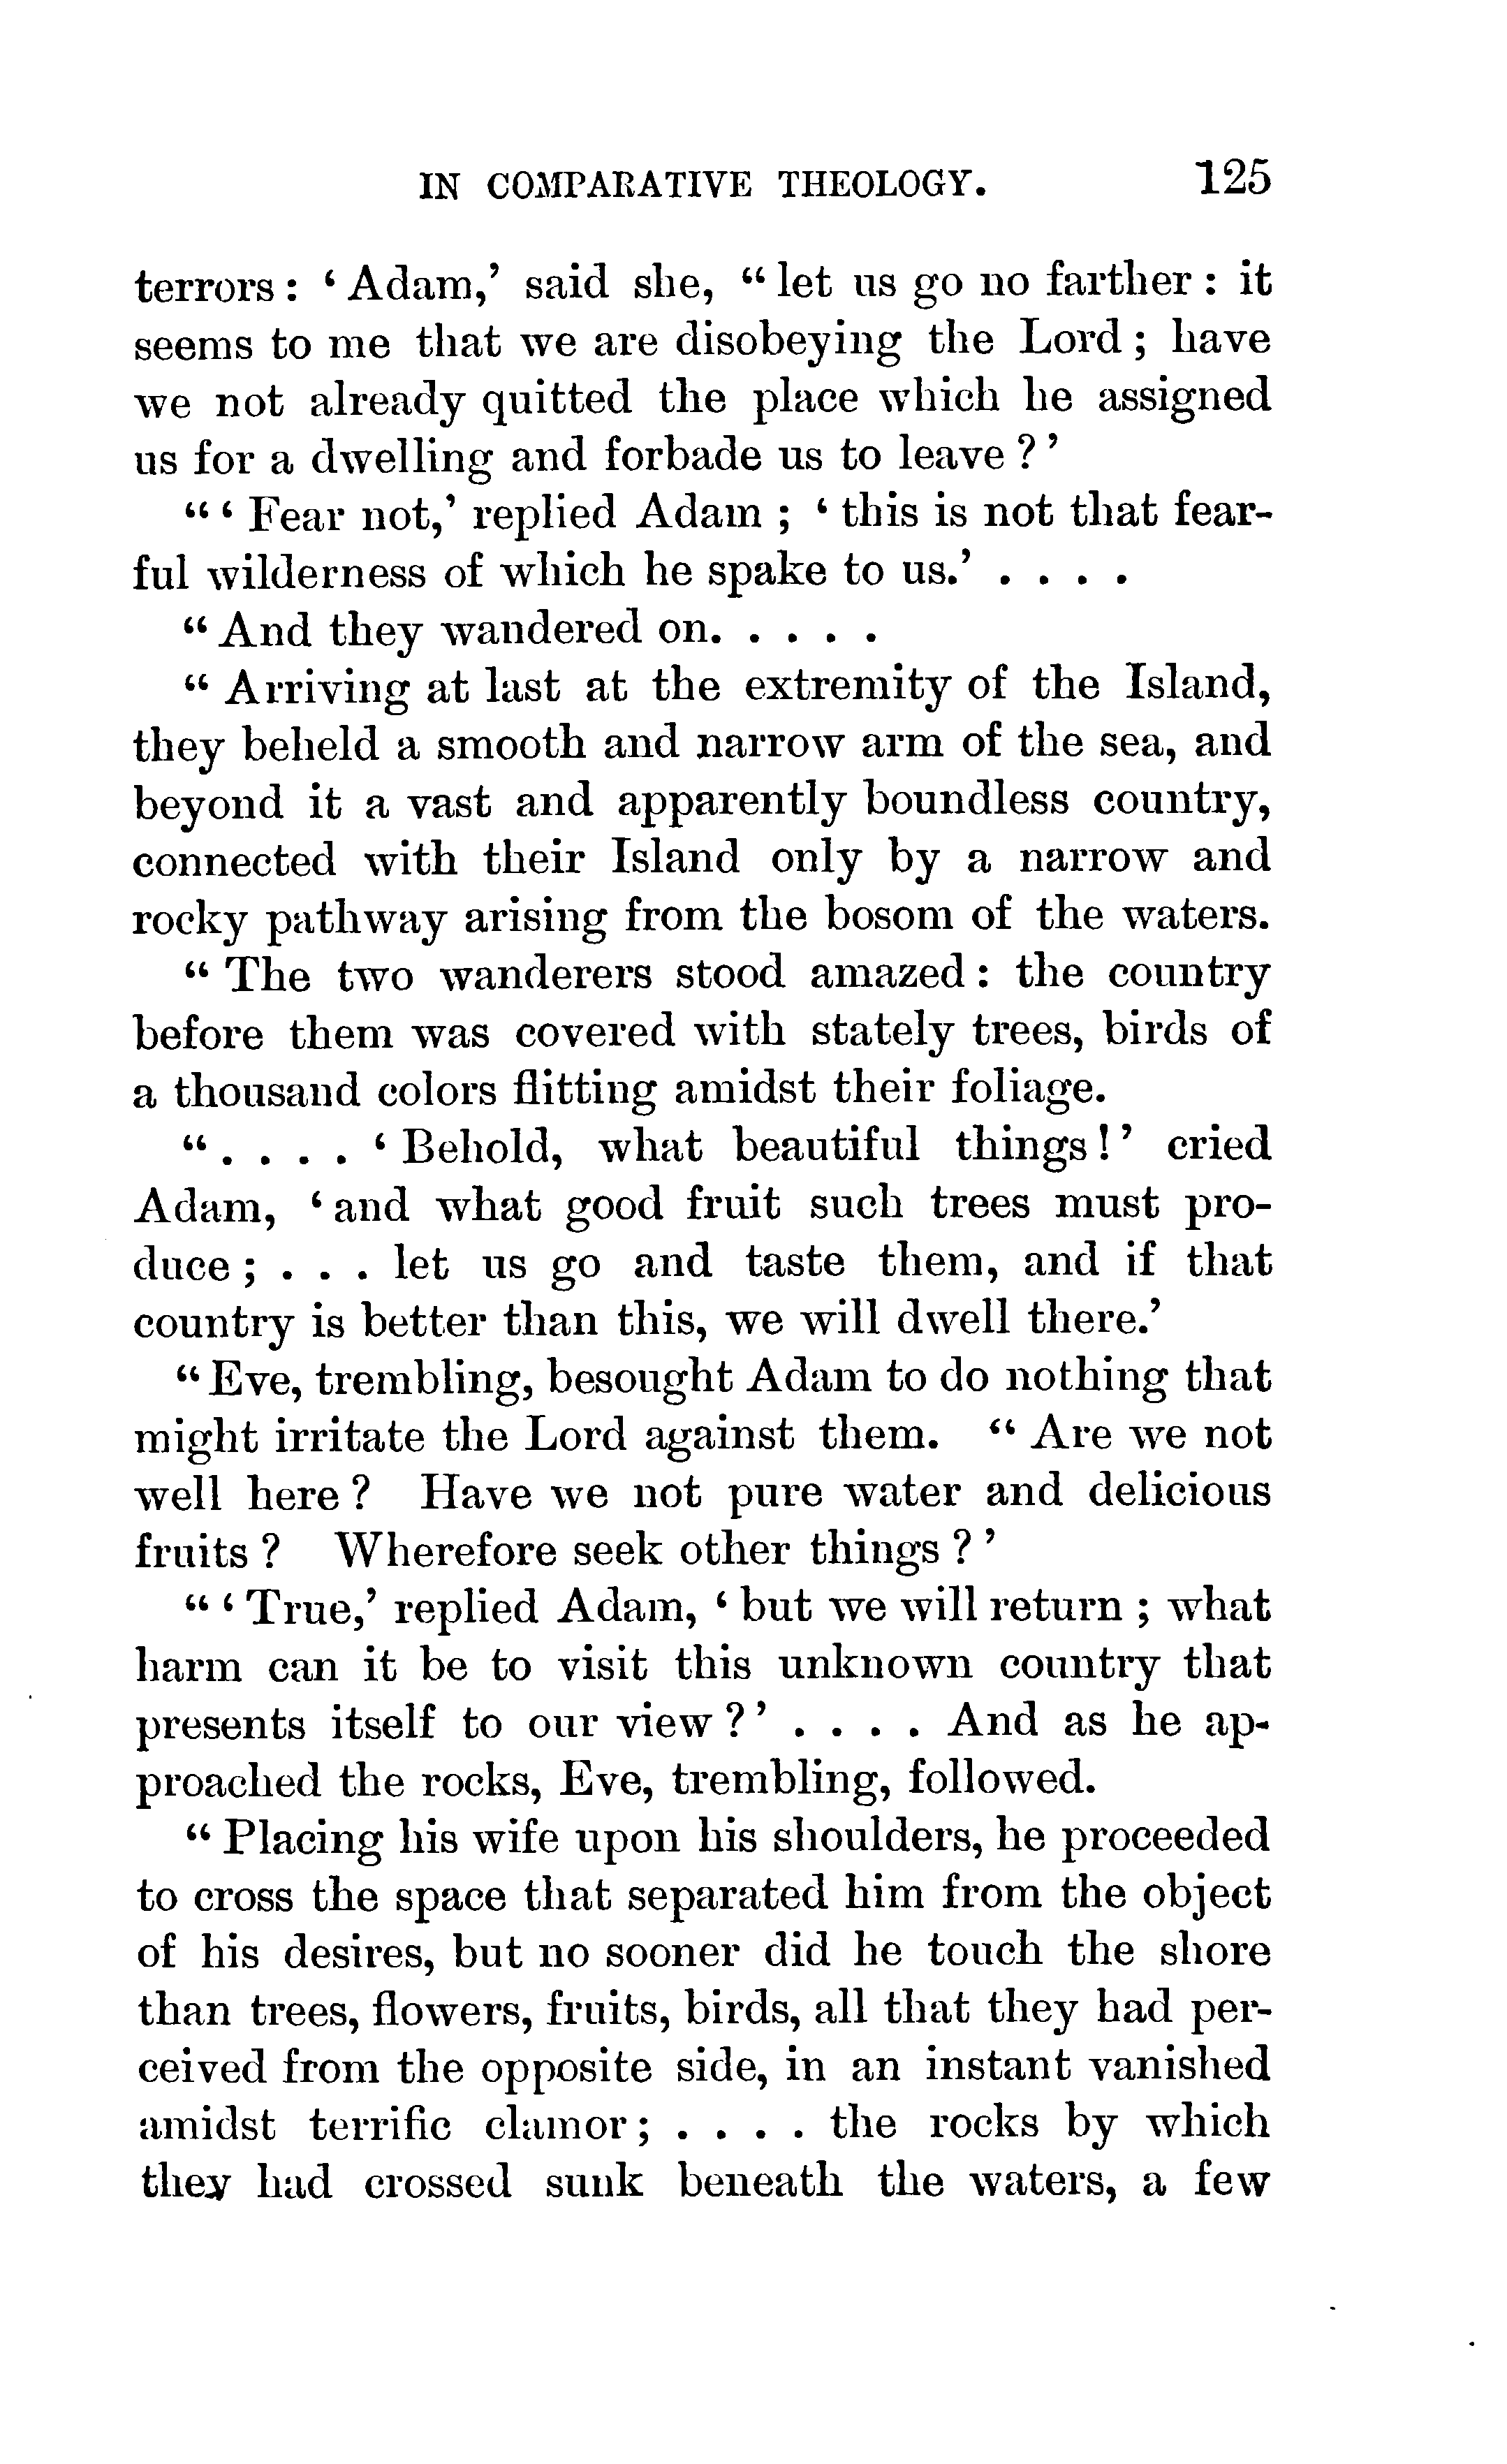 IN COMPARATIVE THEOLOGY. 125
terrors: ‘Adam,’ said she, “let us go no farther: it
seems to me that we are disobeying the Lord; have
we not already quitted the place which he assigned
us for a dwelling and forbade us to leave?’
“‘Fear not,’ replied Adam; ‘this is not that fear-
ful wilderness of which he spake to us.’ . . . .
“And they wandered on. . . . .
“Arriving at last at the extremity of the Island,
they beheld a smooth and narrow arm of the sea, and
beyond it a vast and apparently boundless country,
connected with their Island only by a narrow and
rocky pathway arising from the bosom of the waters.
“The two wanderers stood amazed: the country
before them was covered with stately trees, birds of
a thousand colors flitting amidst their foliage.
“. . . . ‘Behold, what beautiful things!’ cried
Adam, ‘and what good fruit such trees must pro-
duce; . . . let us go and taste them, and if that
country is better than this, we will dwell there.’
“Eve, trembling, besought Adam to do nothing that
might irritate the Lord against them. “Are we not
well here? Have we not pure water and delicious
fruits? Wherefore seek other things?’
“‘True,’ replied Adam, ‘but we will return; what
harm can it be to visit this unknown country that
presents itself to our view?’ . . . . And as he ap-
proached the rocks, Eve, trembling, followed.
“Placing his wife upon his shoulders, he proceeded
to cross the space that separated him from the object
of his desires, but no sooner did he touch the shore
than trees, flowers, fruits, birds, all that they had per-
ceived from the opposite side, in an instant vanished
amidst terrific clamor; . . . . the rocks by which
they had crossed sunk beneath the waters, a few